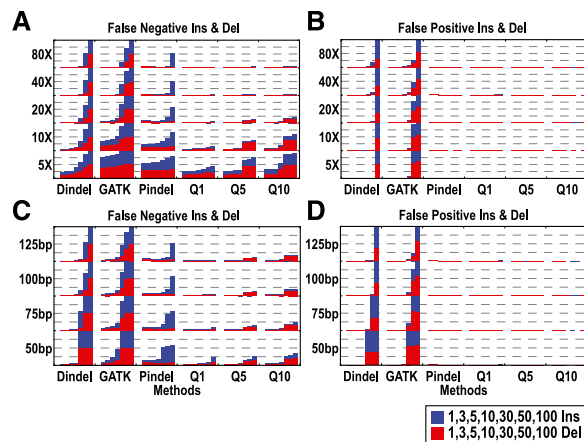 A
False Negative Ins & Del
80X
40X
20X
10X
5X
Dindel GATK Pindel Q1 Q5 Q10
B
False Positive Ins & Del
80X
40X
20X
10X
5X
Dindel GATK Pindel Q1 Q5 Q10
C
False Negative Ins & Del
125bp
100bp
75bp
50bp
Dindel GATK Pindel Q1 Q5 Q10
Methods
D
False Positive Ins & Del
125bp
100bp
75bp
50bp
Dindel GATK Pindel Q1 Q5 Q10
Methods
1,3,5,10,30,50,100 Ins
1,3,5,10,30,50,100 Del